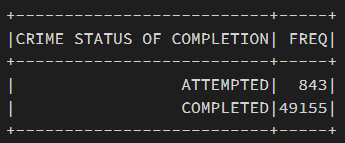 +--------------------------+-----+
|CRIME STATUS OF COMPLETION| FREQ|
+--------------------------+-----+
|                 ATTEMPTED|  843|
|                 COMPLETED|49155|
+--------------------------+-----+